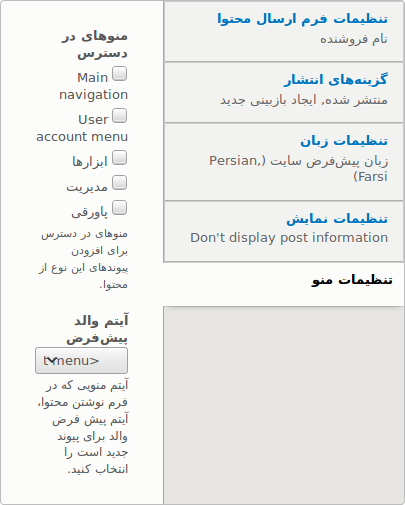 تنظیمات فرم ارسال محتوا
نام فروشنده
گزینه‌های انتشار
منتشر شده, ایجاد بازبینی جدید
تنظیمات زبان
زبان پیش‌فرض سایت (Persian,
Farsi)
تنظیمات نمایش
Don't display post information
تنظیمات منو
منوهای در
دسترس
Main
navigation
User
account menu
ابزارها
مدیریت
پاورقی
منوهای در دسترس
برای افزودن
پیوندهای این نوع از
محتوا.
آیتم والد
پیش‌فرض
t menu>
آیتم منویی که در
فرم نوشتن محتوا،
آیتم پیش فرض
والد برای پیوند
جدید است را
انتخاب کنید.